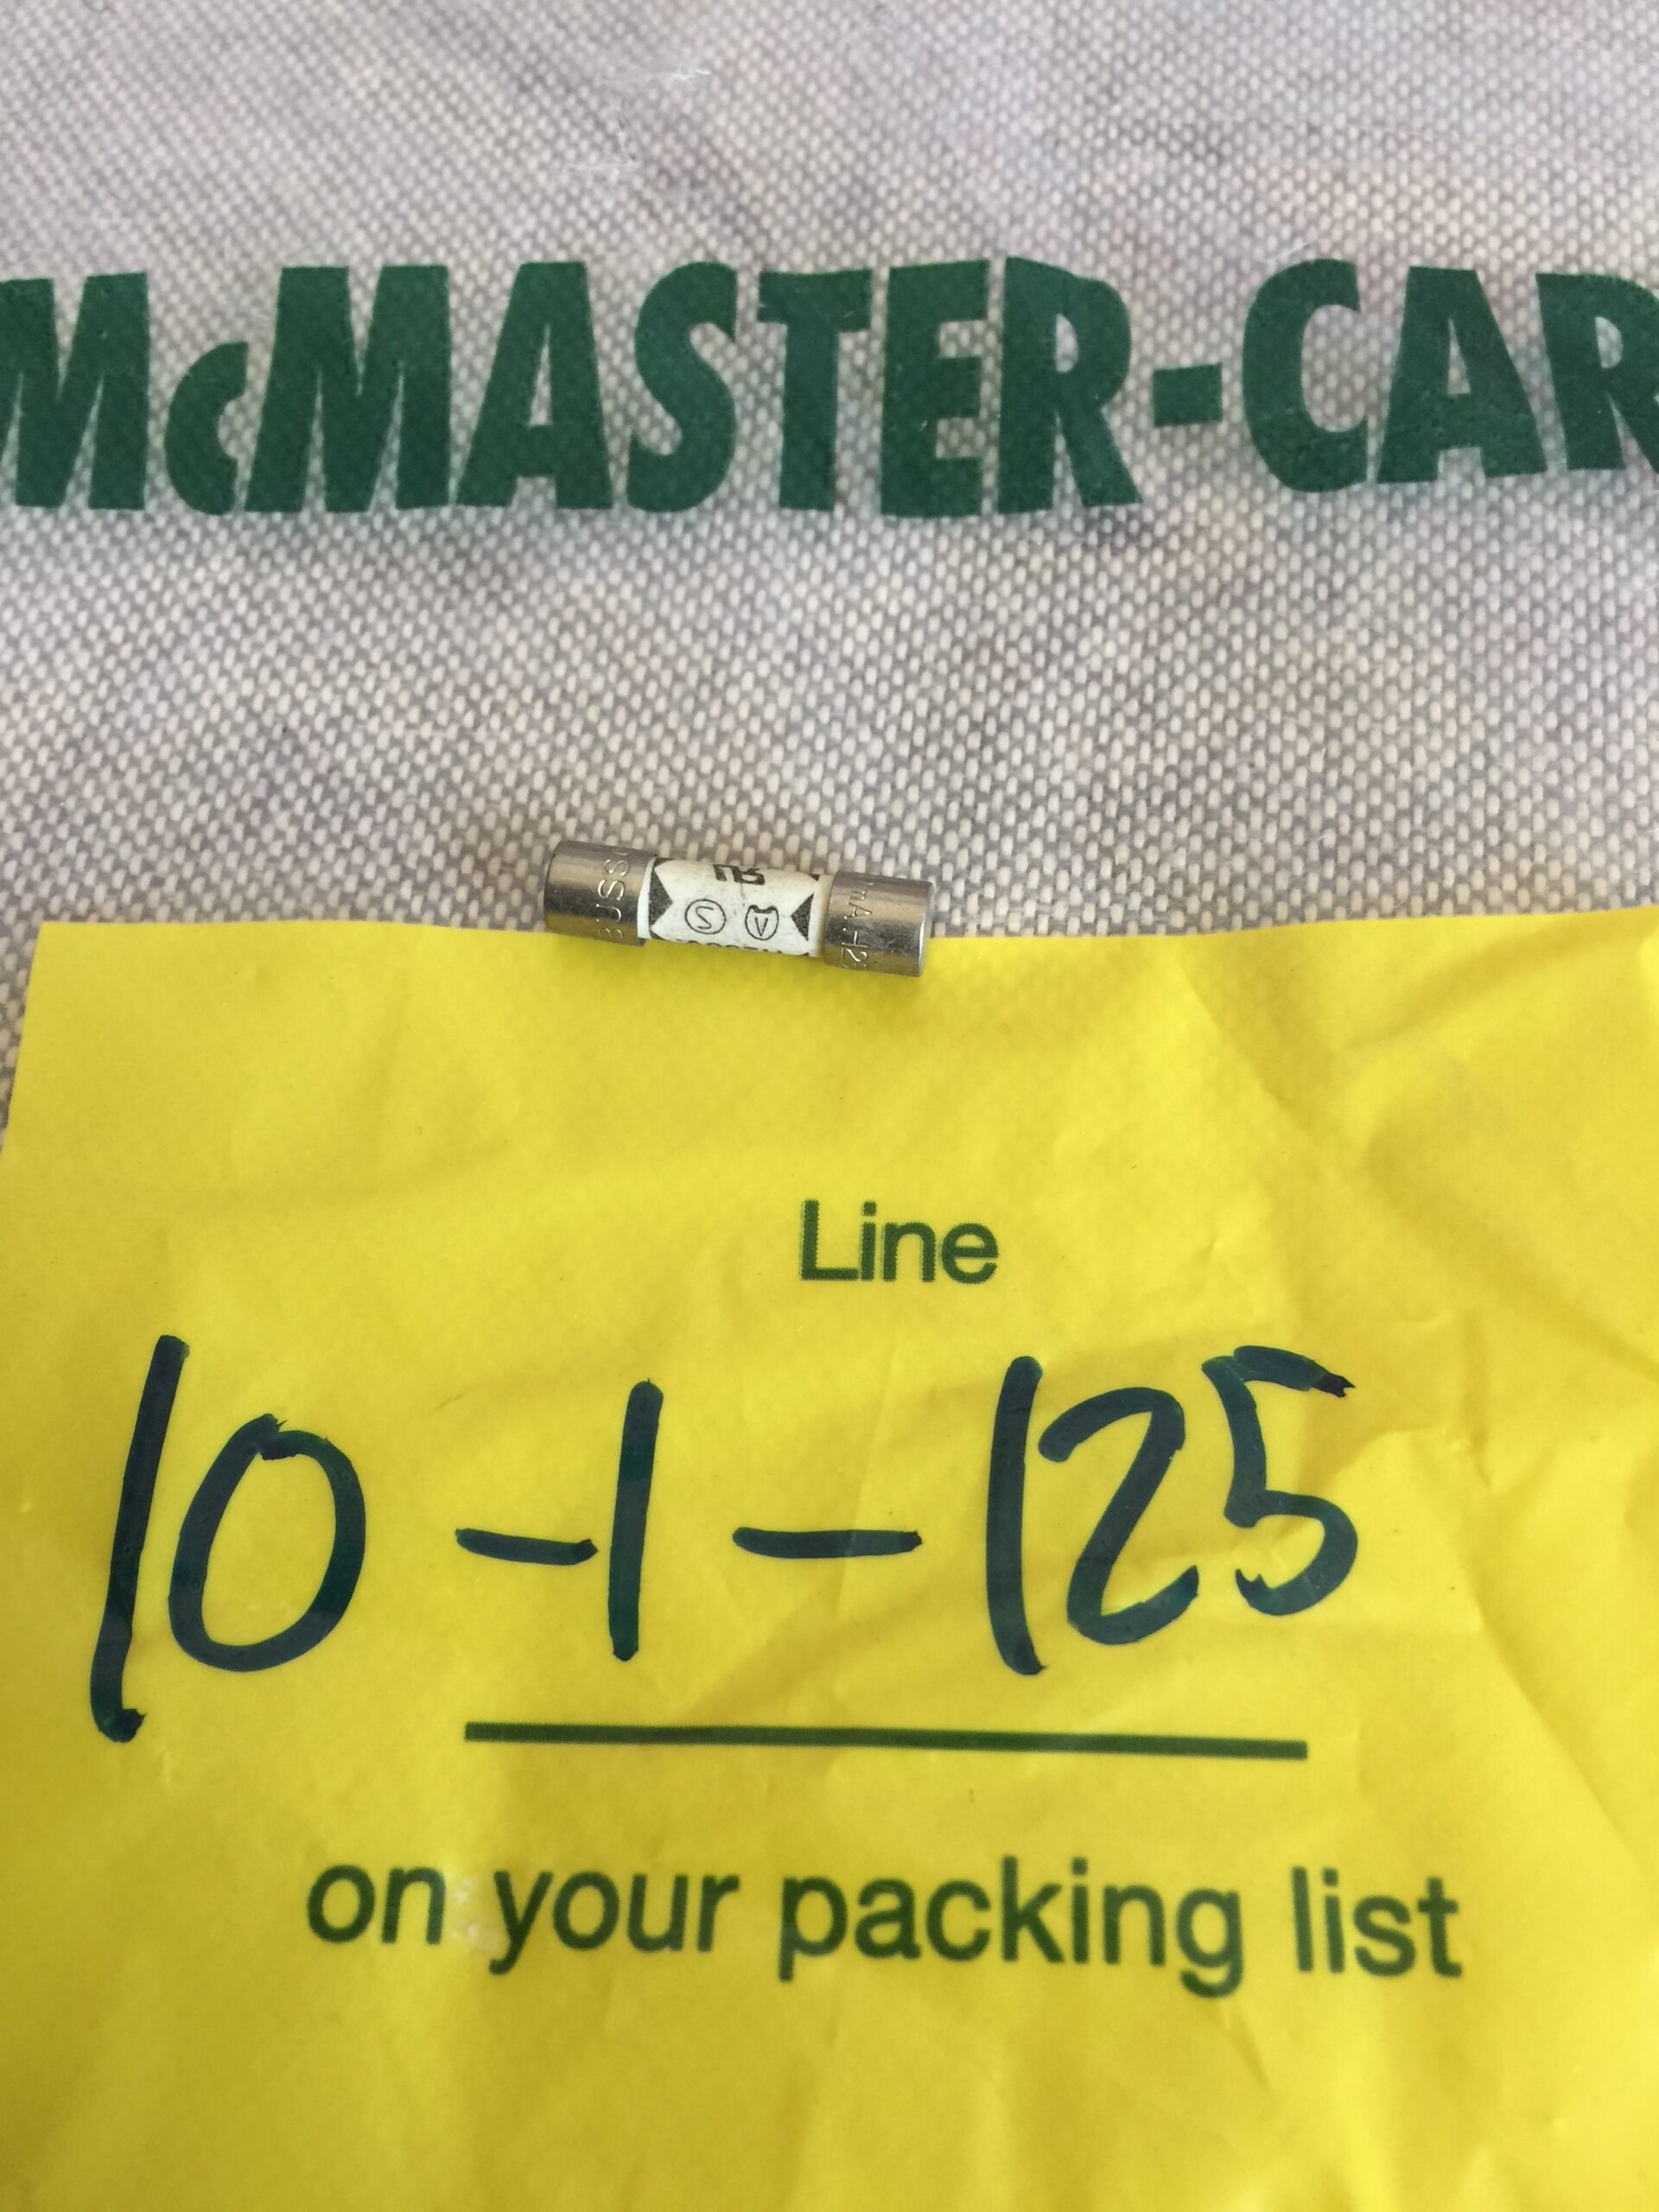 McMASTER-CAR
Line
10-1-125
on your packing list